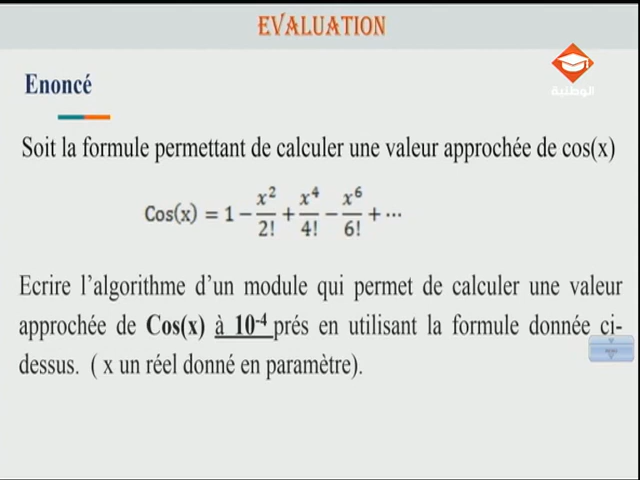 EVALUATION
Enoncé
الوطنية
Soit la formule permettant de calculer une valeur approchée de cos(x)
Cos(x) = 1 − x²/2! + x⁴/4! − x⁶/6! + ⋯
Ecrire l’algorithme d’un module qui permet de calculer une valeur
approchée de Cos(x) à 10⁻⁴ prés en utilisant la formule donnée ci-
dessus. ( x un réel donné en paramètre).